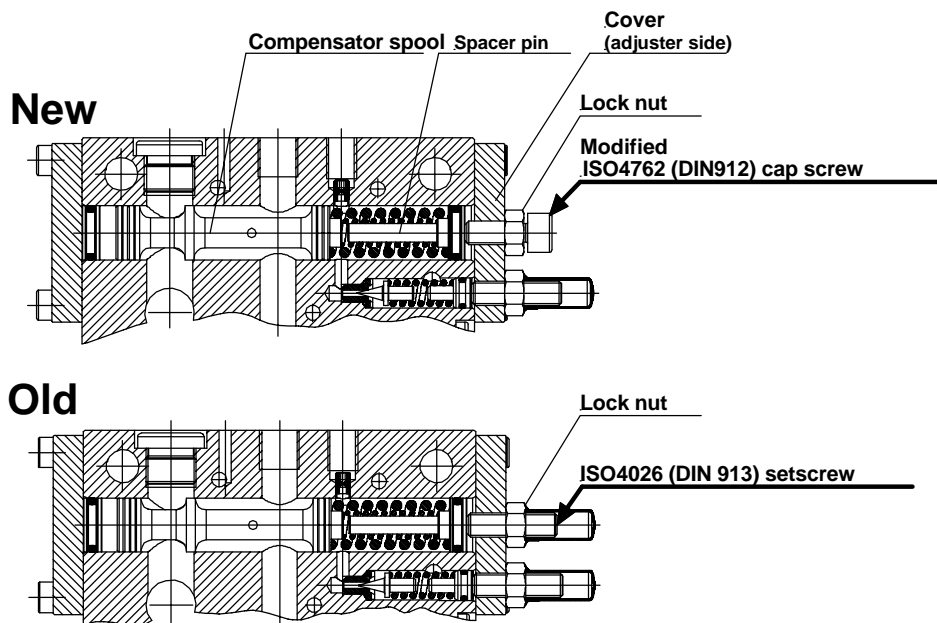 Cover
(adjuster side)
Compensator spool
Spacer pin
New
Lock nut
Modified
ISO4762 (DIN912) cap screw
Old
Lock nut
ISO4026 (DIN 913) setscrew